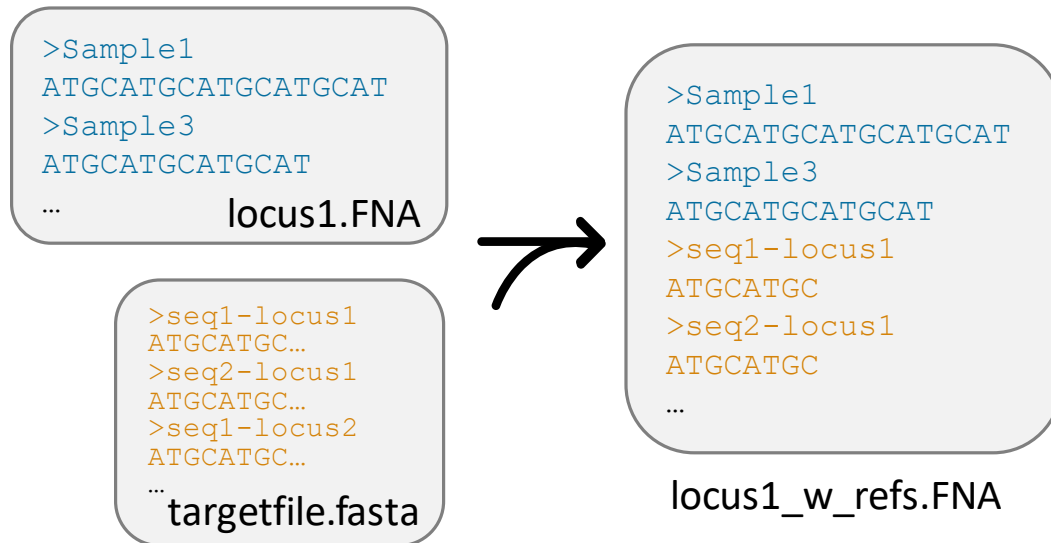 >Sample1
ATGCATGCATGCATGCAT
>Sample3
ATGCATGCATGCAT
…
locus1.FNA
>seq1-locus1
ATGCATGC…
>seq2-locus1
ATGCATGC…
>seq1-locus2
ATGCATGC…
…
targetfile.fasta
>Sample1
ATGCATGCATGCATGCAT
>Sample3
ATGCATGCATGCAT
>seq1-locus1
ATGCATGC
>seq2-locus1
ATGCATGC
…
locus1_w_refs.FNA